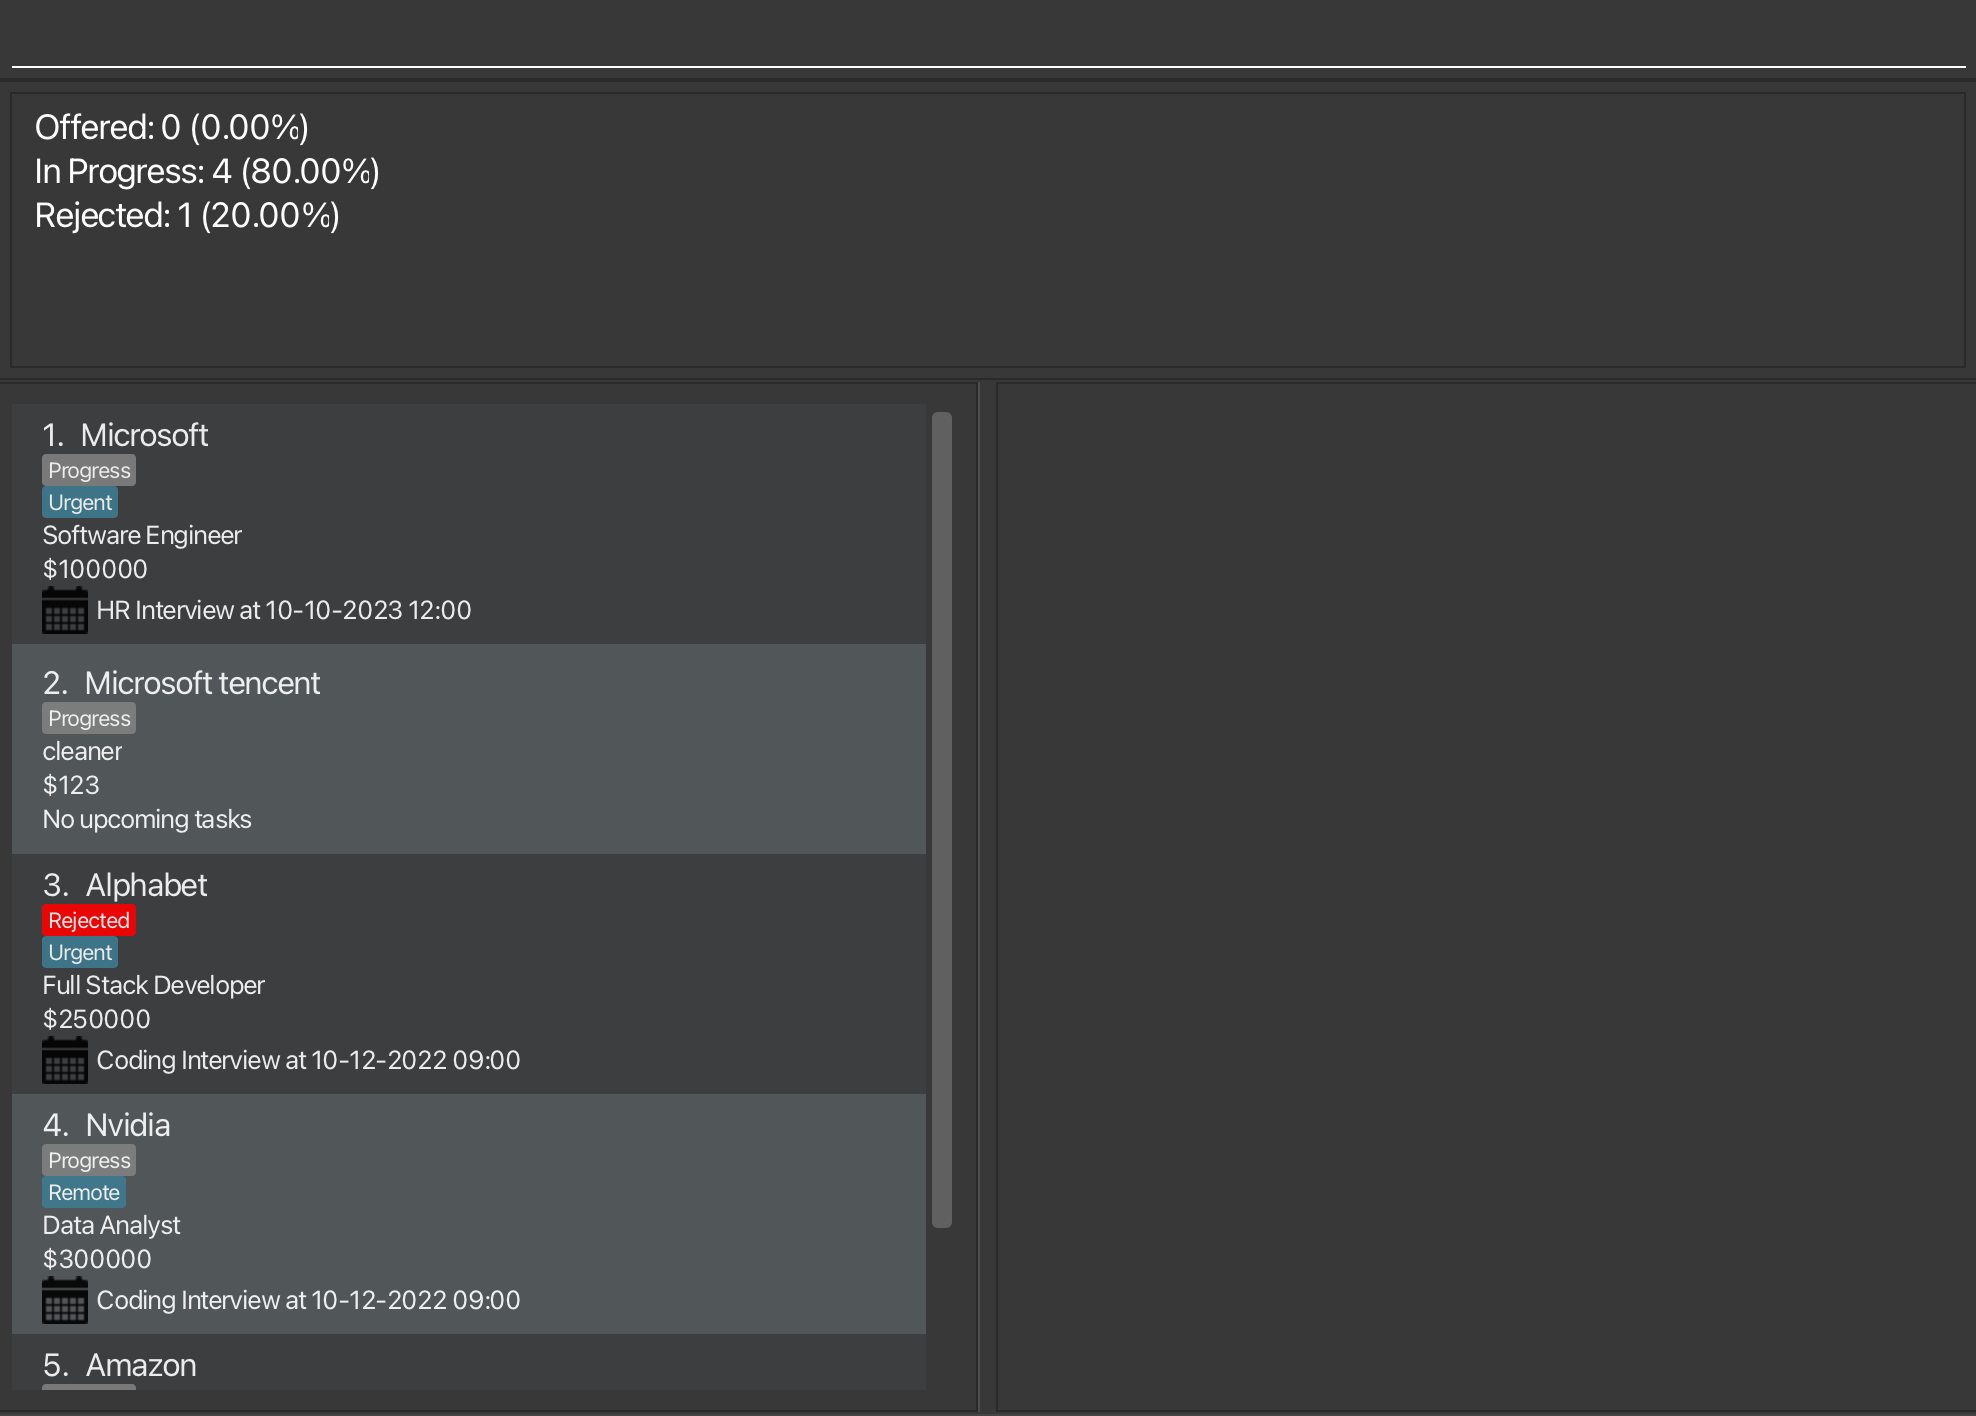 Offered: 0 (0.00%)
In Progress: 4 (80.00%)
Rejected: 1 (20.00%)
1. Microsoft
Progress
Urgent
Software Engineer
$100000
HR Interview at 10-10-2023 12:00
2. Microsoft tencent
Progress
cleaner
$123
No upcoming tasks
3. Alphabet
Rejected
Urgent
Full Stack Developer
$250000
Coding Interview at 10-12-2022 09:00
4. Nvidia
Progress
Remote
Data Analyst
$300000
Coding Interview at 10-12-2022 09:00
5. Amazon